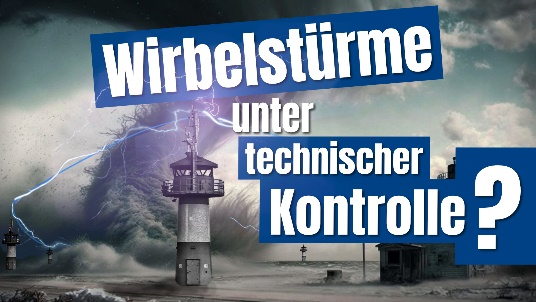 Wirbelstürme
unter
technischer
Kontrolle?